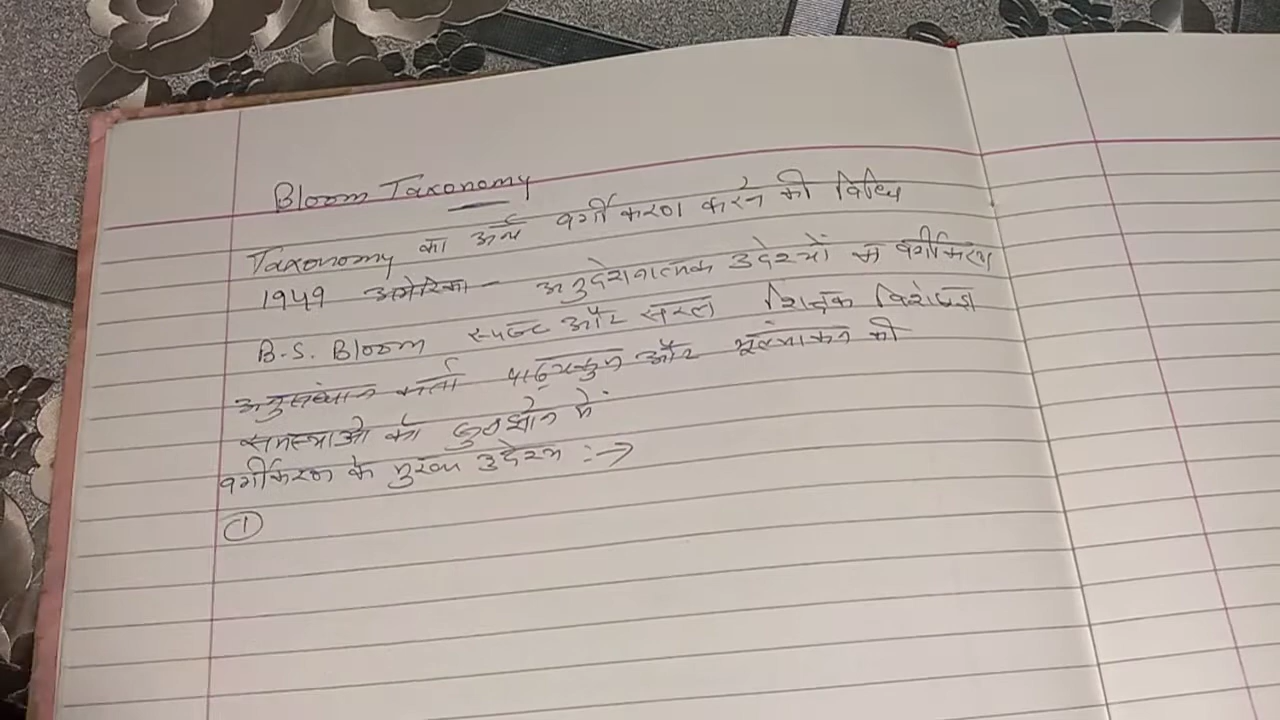 Bloom Taxonomy
Taxonomy का अर्थ वर्गीकरण करने की विधि
1949 अमेरिका - अनुदेशनात्मक उदेश्यों का वर्गीकरण
B.S. Bloom स्पष्ट और सरल शिक्षक विशेषज्ञ
अनुसंधान कर्ता पाठ्यक्रम और मूल्यांकन की
समस्याओ को सुलझाने में
वर्गीकरण के मुख्य उदेश्य :->
①